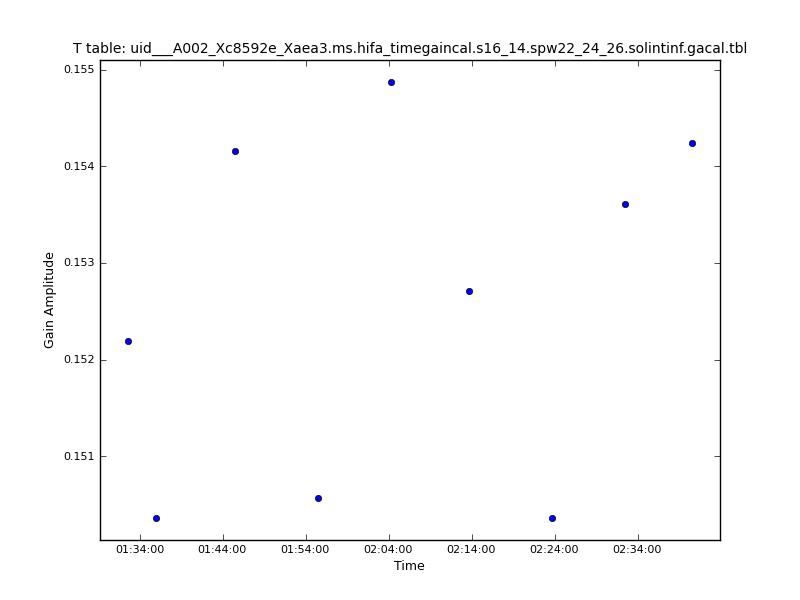 T table: uid___A002_Xc8592e_Xaea3.ms.hifa_timegaincal.s16_14.spw22_24_26.solintinf.gacal.tbl
0.155
0.154
0.153
Gain Amplitude
0.152
0.151
01:34:00 01:44:00 01:54:00 02:04:00 02:14:00 02:24:00 02:34:00
Time